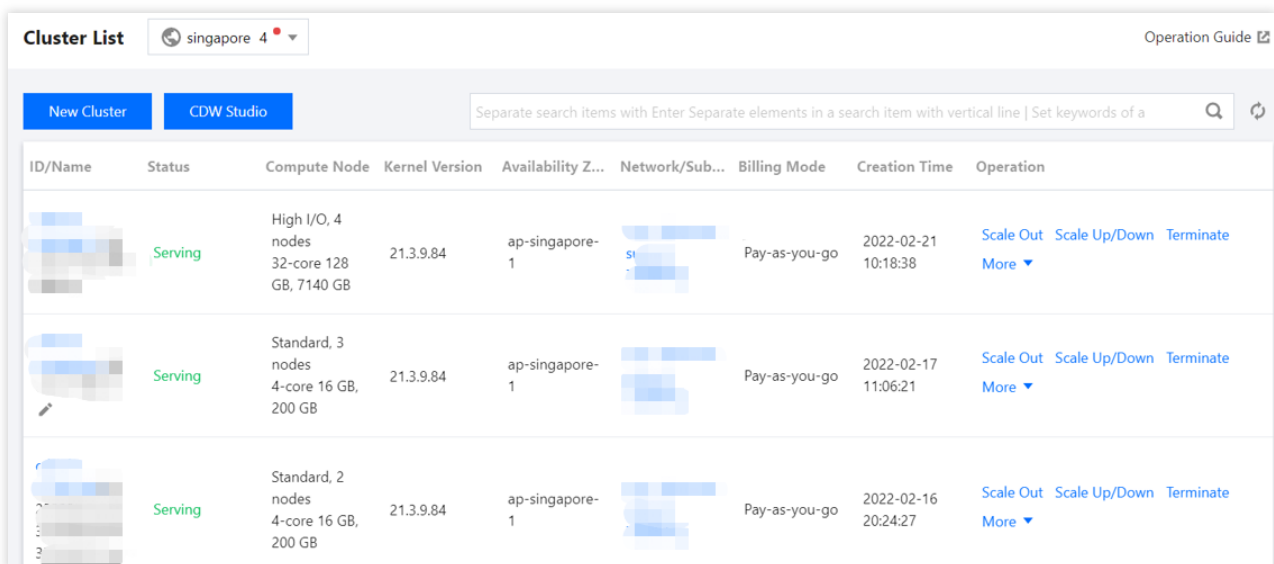 Cluster List singapore 4 Operation Guide
New Cluster CDW Studio Separate search items with Enter Separate elements in a search item with vertical line | Set keywords of a
ID/Name Status Compute Node Kernel Version Availability Z... Network/Sub... Billing Mode Creation Time Operation
High I/O, 4
nodes
32-core 128
GB, 7140 GB
Serving
21.3.9.84
ap-singapore-
1
Pay-as-you-go
2022-02-21
10:18:38
Scale Out Scale Up/Down Terminate
More
Standard, 3
nodes
4-core 16 GB,
200 GB
Serving
21.3.9.84
ap-singapore-
1
Pay-as-you-go
2022-02-17
11:06:21
Scale Out Scale Up/Down Terminate
More
Standard, 2
nodes
4-core 16 GB,
200 GB
Serving
21.3.9.84
ap-singapore-
1
Pay-as-you-go
2022-02-16
20:24:27
Scale Out Scale Up/Down Terminate
More